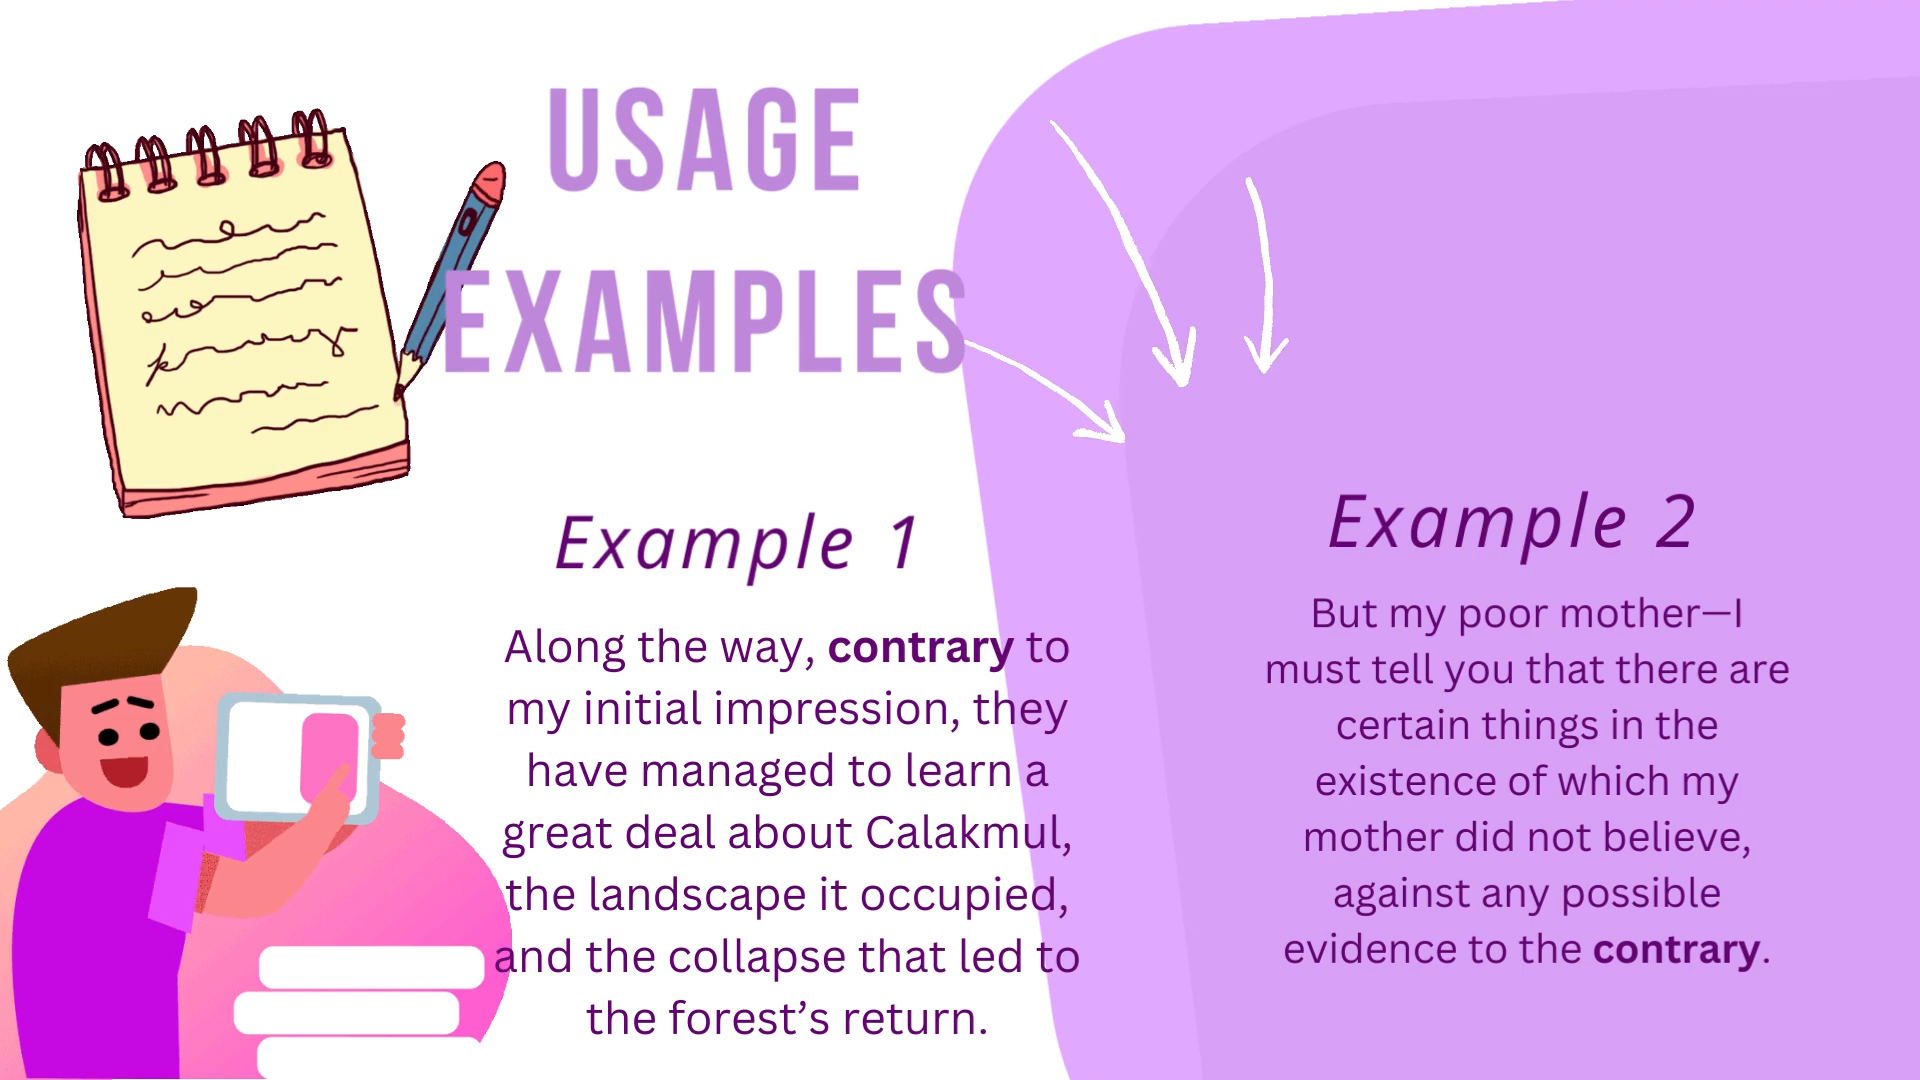 USAGE
EXAMPLES
Example 1
Along the way, contrary to
my initial impression, they
have managed to learn a
great deal about Calakmul,
the landscape it occupied,
and the collapse that led to
the forest’s return.
Example 2
But my poor mother—I
must tell you that there are
certain things in the
existence of which my
mother did not believe,
against any possible
evidence to the contrary.